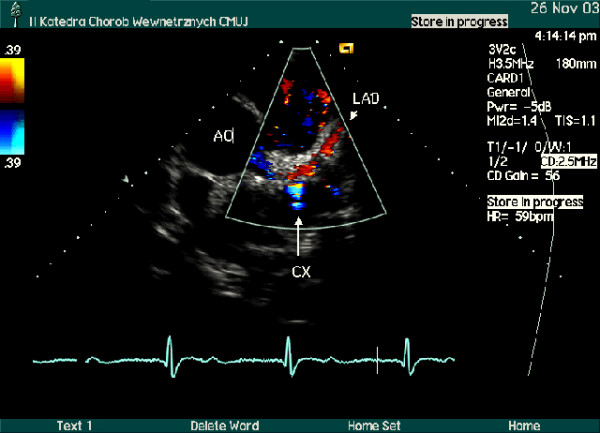 II Katedra Chorob Wewnetrznych CMUJ
Store in progress
26 Nov 03
4:14:14 pm
3V2c
H3.5MHz 180mm
CARD1
General
Pwr= -5dB
MI2d=1.4 TIS=1.1
T1/-1/ 0/W:1
1/2 CD:2.5MHz
CD Gain = 56
Store in progress
HR= 59bpm
.39
.39
LAD
AO
CX
Text 1 Delete Word Home Set Home